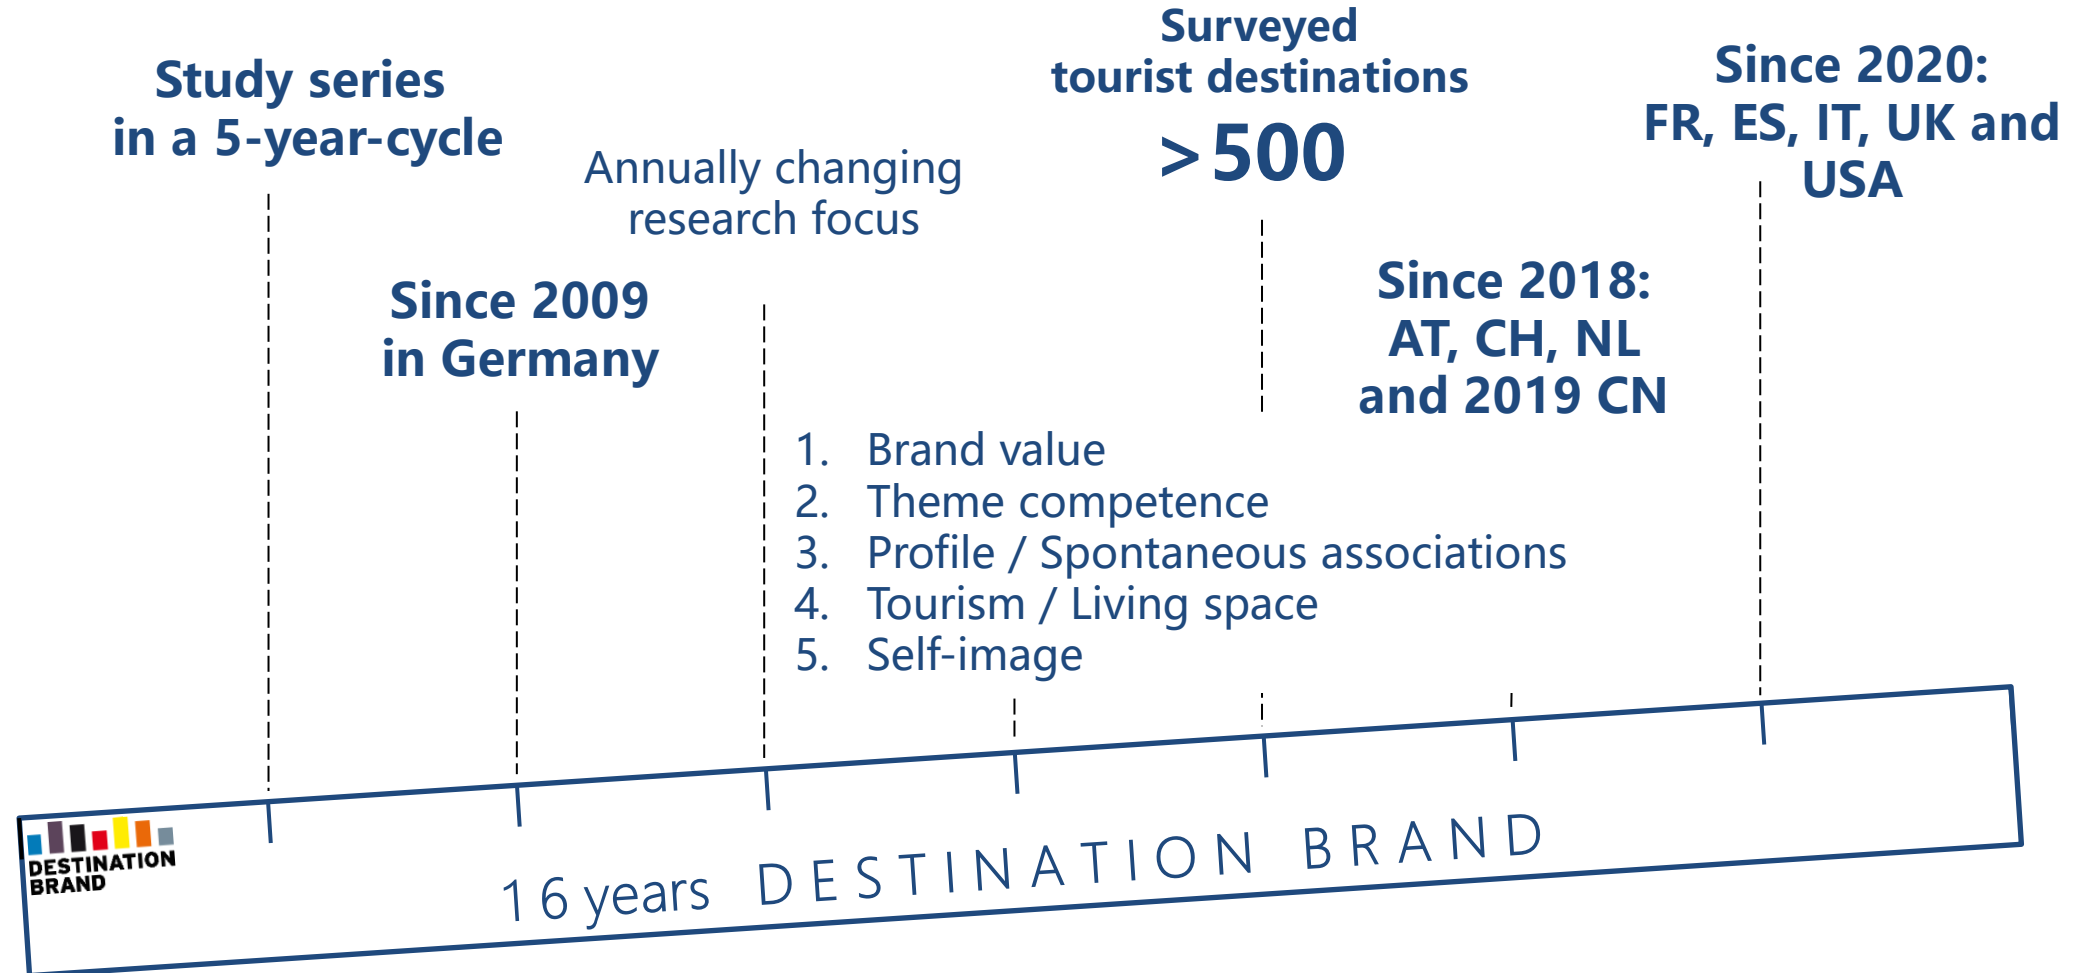 Study series
in a 5-year-cycle
Since 2009
in Germany
Annually changing
research focus
1. Brand value
2. Theme competence
3. Profile / Spontaneous associations
4. Tourism / Living space
5. Self-image
Surveyed
tourist destinations
>500
Since 2018:
AT, CH, NL
and 2019 CN
Since 2020:
FR, ES, IT, UK and
USA
DESTINATION
BRAND
16 years DESTINATION BRAND